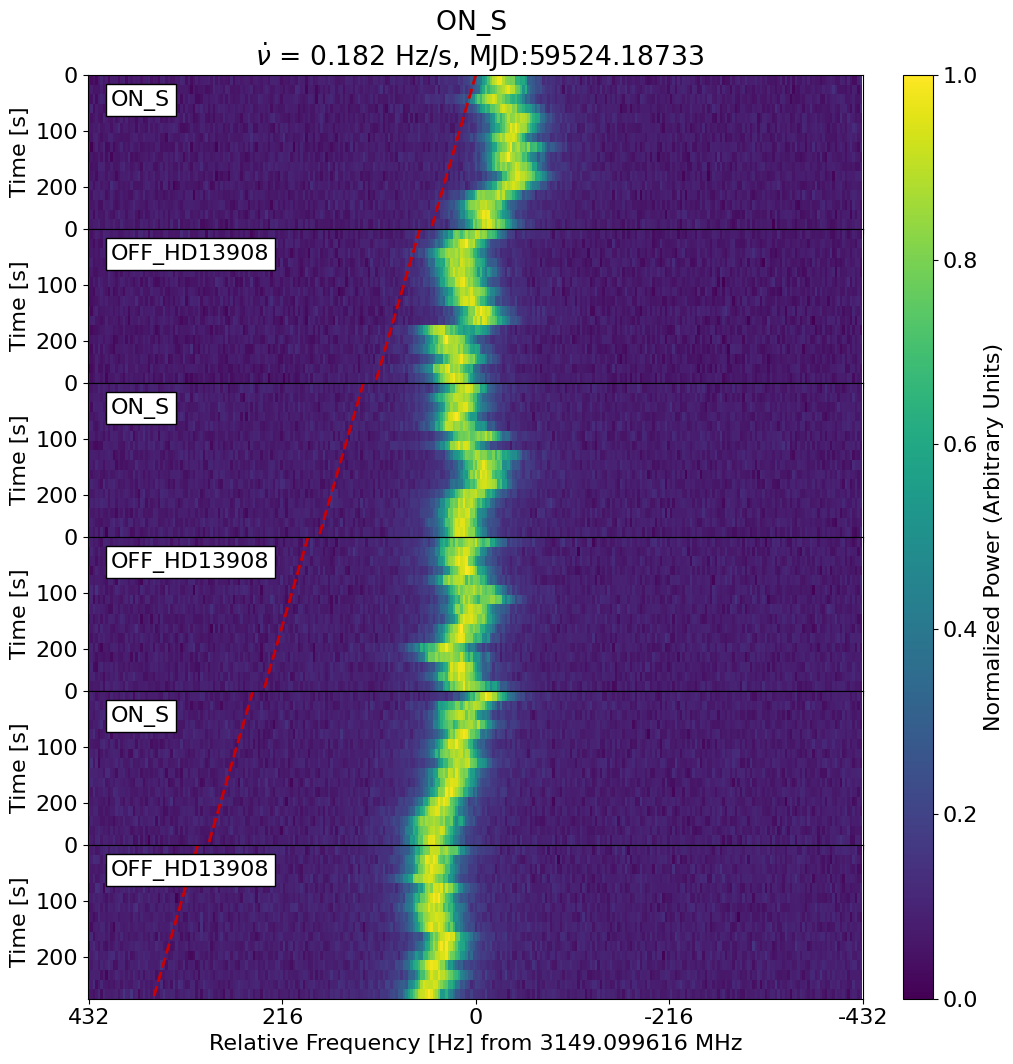 ON_S
ν̇ = 0.182 Hz/s, MJD:59524.18733
0
100
200
Time [s]
ON_S
0
100
200
Time [s]
OFF_HD13908
0
100
200
Time [s]
ON_S
0
100
200
Time [s]
OFF_HD13908
0
100
200
Time [s]
ON_S
0
100
200
Time [s]
OFF_HD13908
432 216 0 -216 -432
Relative Frequency [Hz] from 3149.099616 MHz
1.0
0.8
0.6
0.4
0.2
0.0
Normalized Power (Arbitrary Units)